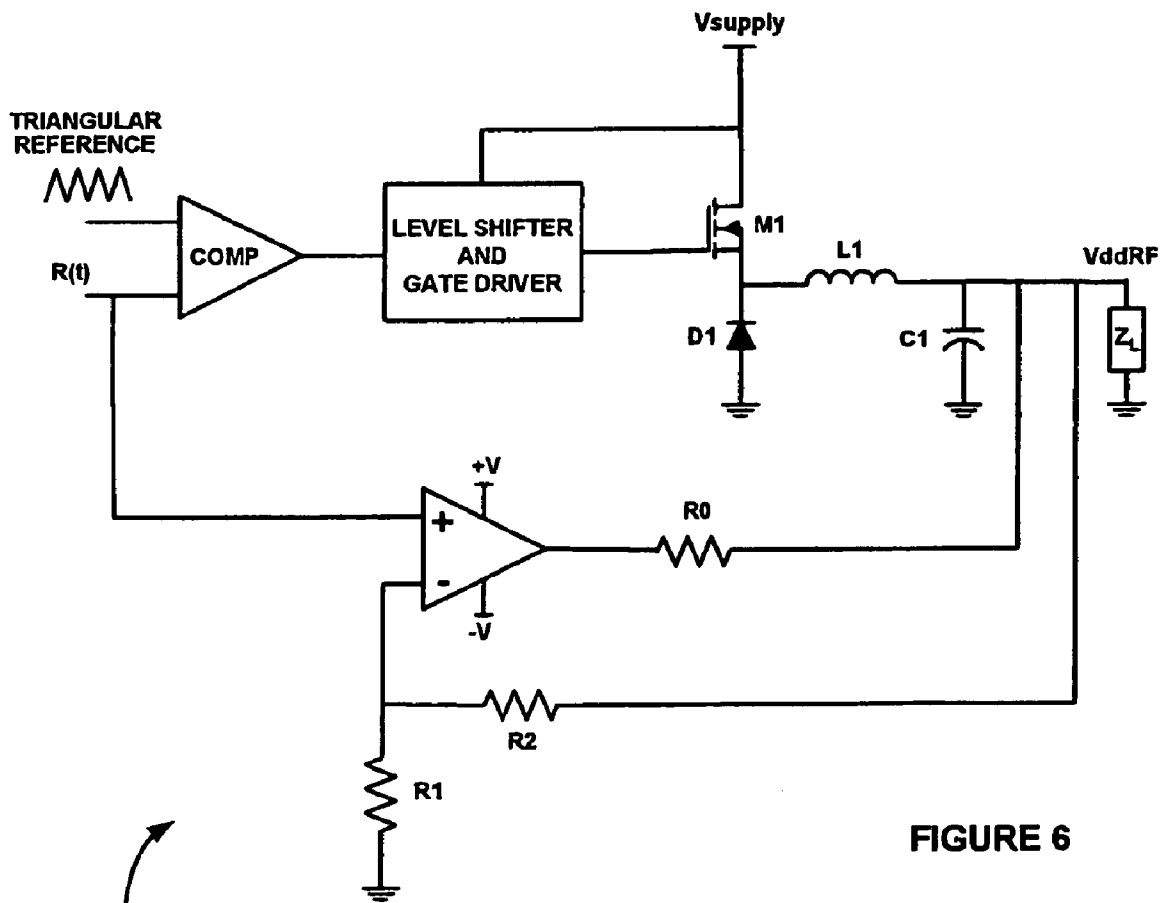 Vsupply
TRIANGULAR
REFERENCE
R(t)
COMP
LEVEL SHIFTER
AND
GATE DRIVER
M1
L1
VddRF
D1
C1
ZL
+V
+
-
-V
R0
R2
R1
FIGURE 6